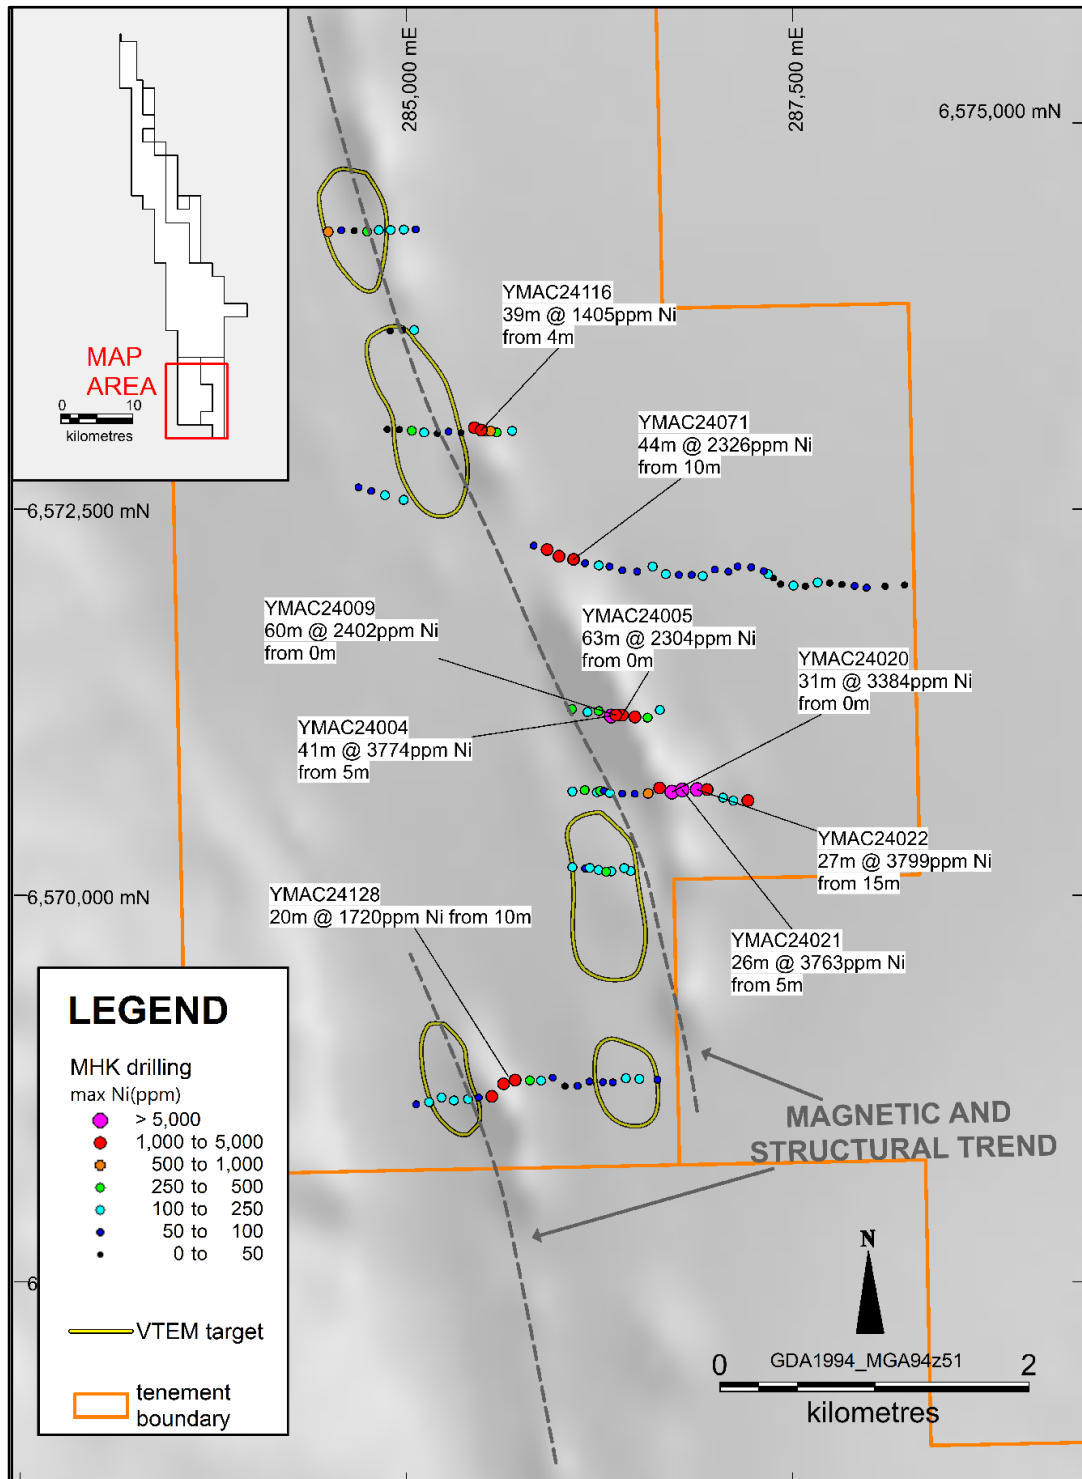 285,000 mE
287,500 mE
6,575,000 mN
MAP
AREA
0 10
kilometres
YMAC24116
39m @ 1405ppm Ni
from 4m
YMAC24071
44m @ 2326ppm Ni
from 10m
6,572,500 mN
YMAC24009
60m @ 2402ppm Ni
from 0m
YMAC24005
63m @ 2304ppm Ni
from 0m
YMAC24020
31m @ 3384ppm Ni
from 0m
YMAC24004
41m @ 3774ppm Ni
from 5m
YMAC24022
27m @ 3799ppm Ni
from 15m
6,570,000 mN
YMAC24128
20m @ 1720ppm Ni from 10m
YMAC24021
26m @ 3763ppm Ni
from 5m
LEGEND
MHK drilling
max Ni(ppm)
> 5,000
1,000 to 5,000
500 to 1,000
250 to 500
100 to 250
50 to 100
0 to 50
VTEM target
tenement
boundary
MAGNETIC AND
STRUCTURAL TREND
6
N
GDA1994_MGA94z51
0 2
kilometres